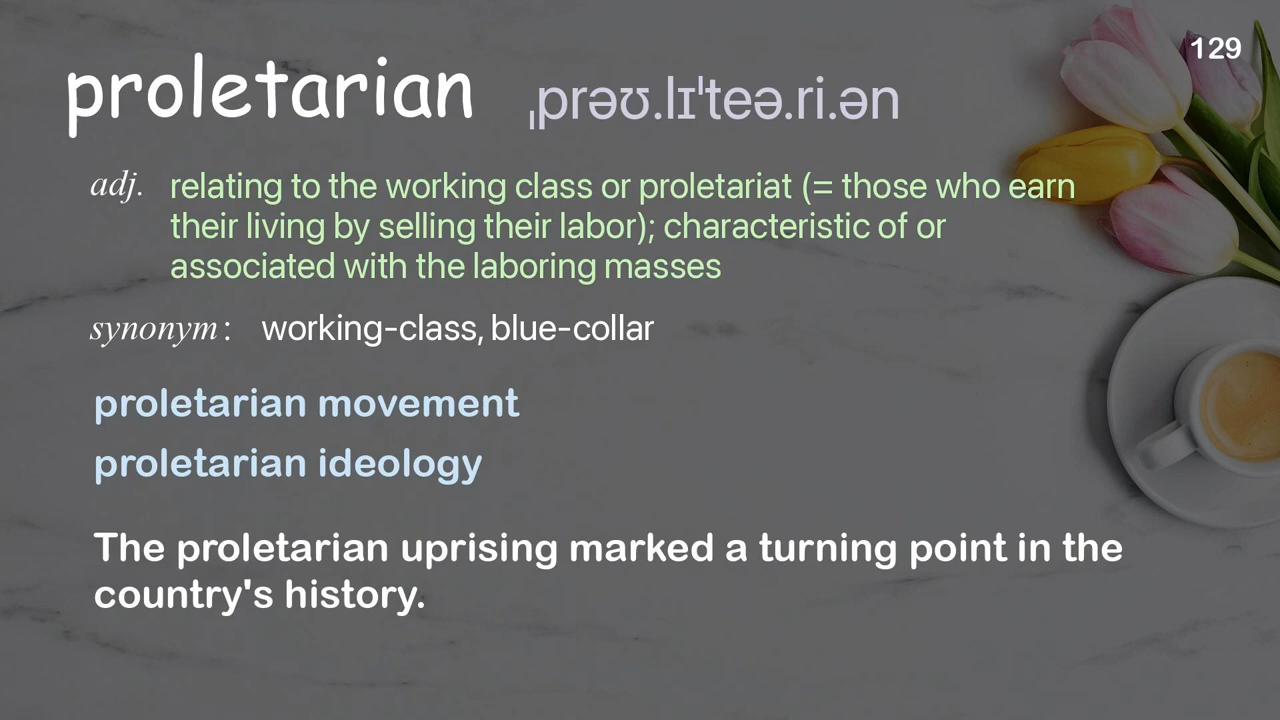 129
proletarian ˌprəʊ.lɪˈteə.ri.ən
adj. relating to the working class or proletariat (= those who earn
their living by selling their labor); characteristic of or
associated with the laboring masses
synonym: working-class, blue-collar
proletarian movement
proletarian ideology
The proletarian uprising marked a turning point in the
country's history.